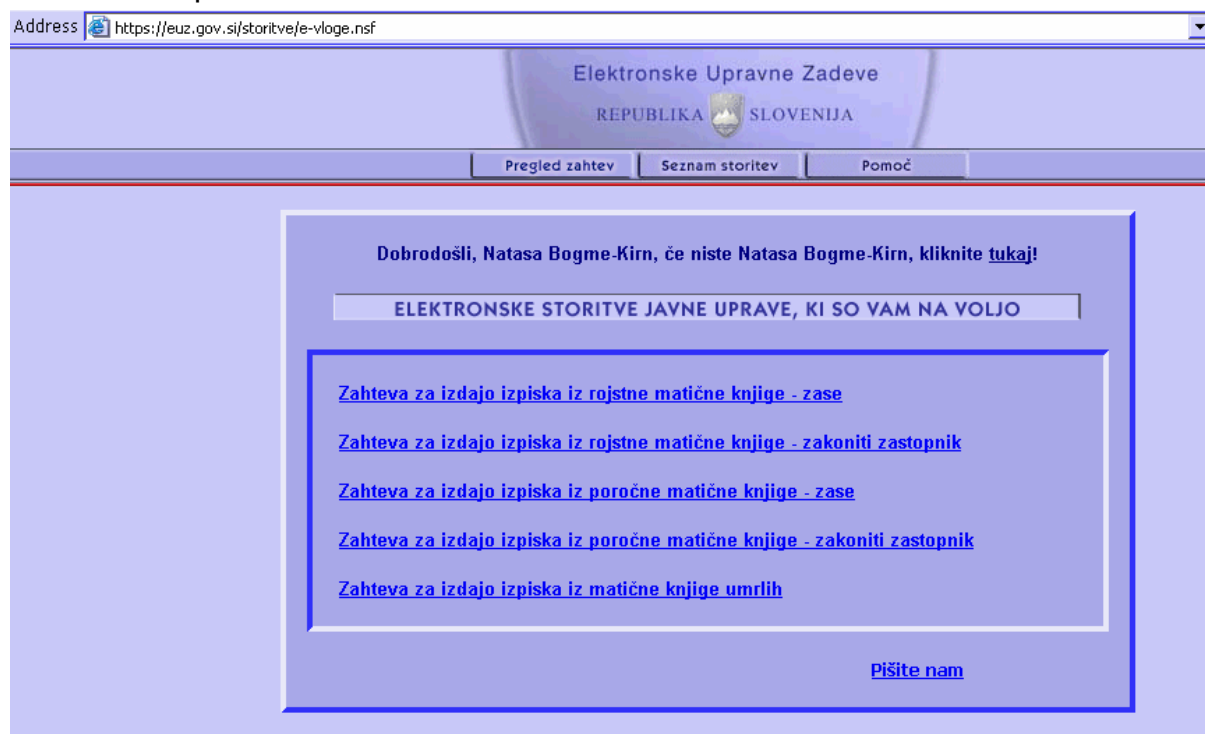 Address https://euz.gov.si/storitve/e-vloge.nsf
Elektronske Upravne Zadeve
REPUBLIKA SLOVENIJA
Pregled zahtev Seznam storitev Pomoč
Dobrodošli, Natasa Bogme-Kirn, če niste Natasa Bogme-Kirn, kliknite tukaj!
ELEKTRONSKE STORITVE JAVNE UPRAVE, KI SO VAM NA VOLJO
Zahteva za izdajo izpiska iz rojstne matične knjige - zase
Zahteva za izdajo izpiska iz rojstne matične knjige - zakoniti zastopnik
Zahteva za izdajo izpiska iz poročne matične knjige - zase
Zahteva za izdajo izpiska iz poročne matične knjige - zakoniti zastopnik
Zahteva za izdajo izpiska iz matične knjige umrlih
Pišite nam